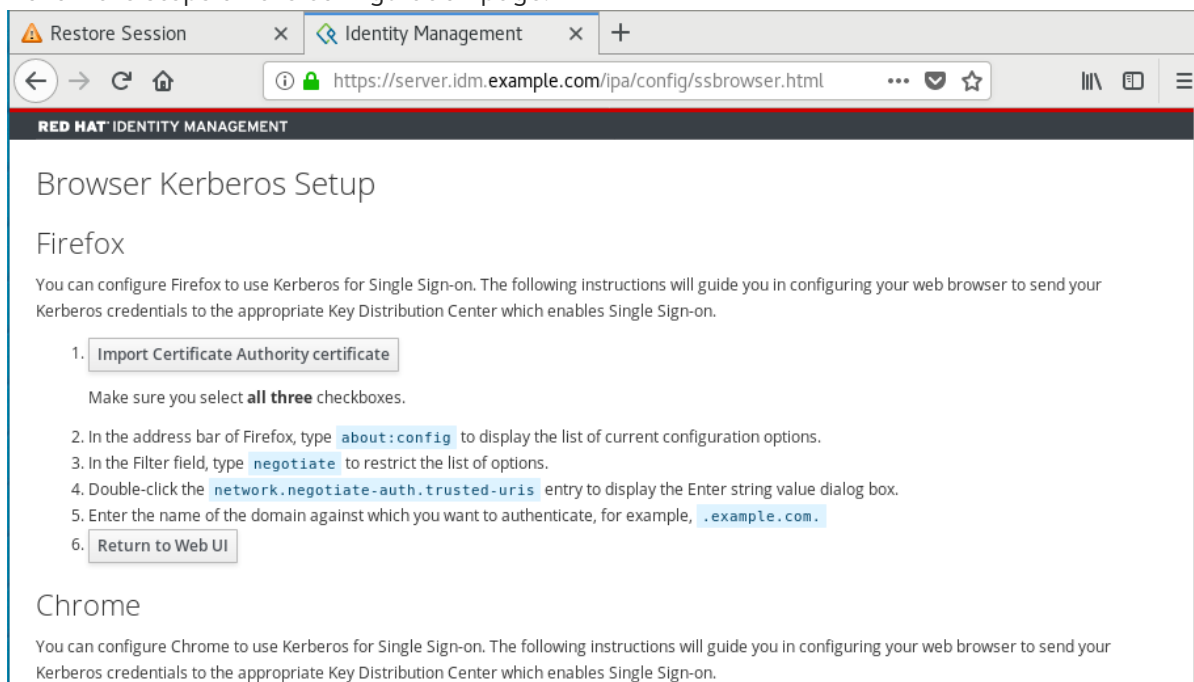 Restore Session
Identity Management
https://server.idm.example.com/ipa/config/ssbrowser.html
RED HAT IDENTITY MANAGEMENT
Browser Kerberos Setup
Firefox
You can configure Firefox to use Kerberos for Single Sign-on. The following instructions will guide you in configuring your web browser to send your
Kerberos credentials to the appropriate Key Distribution Center which enables Single Sign-on.
1. Import Certificate Authority certificate
Make sure you select all three checkboxes.
2. In the address bar of Firefox, type about:config to display the list of current configuration options.
3. In the Filter field, type negotiate to restrict the list of options.
4. Double-click the network.negotiate-auth.trusted-uris entry to display the Enter string value dialog box.
5. Enter the name of the domain against which you want to authenticate, for example, .example.com.
6. Return to Web UI
Chrome
You can configure Chrome to use Kerberos for Single Sign-on. The following instructions will guide you in configuring your web browser to send your
Kerberos credentials to the appropriate Key Distribution Center which enables Single Sign-on.